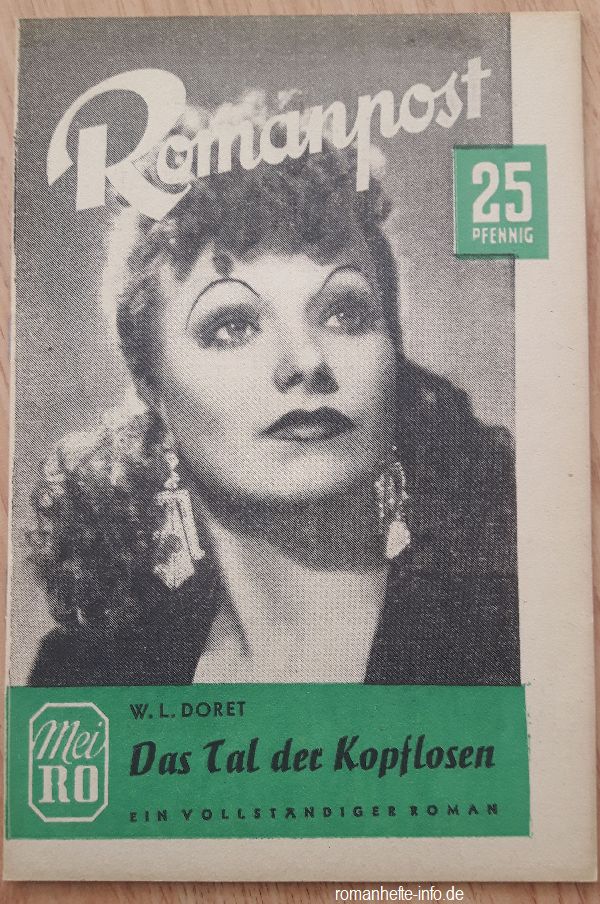 Romanpost
25
PFENNIG
Mei
RO
W. L. DORET
Das Tal der Kopflosen
EIN VOLLSTÄNDIGER ROMAN
romanhefte-info.de